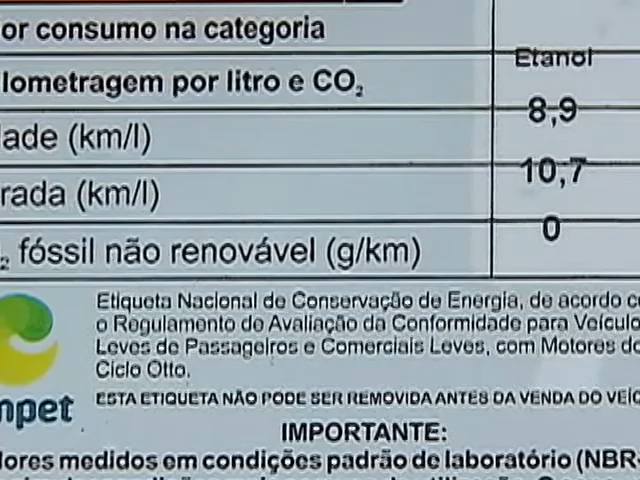 or consumo na categoria
Etanol
lometragem por litro e CO₂
8,9
dade (km/l)
10,7
rada (km/l)
0
₂ fóssil não renovável (g/km)
Etiqueta Nacional de Conservação de Energia, de acordo c
o Regulamento de Avaliação da Conformidade para Veículo
Leves de Passageiros e Comerciais Leves, com Motores do
Ciclo Otto.
npet
ESTA ETIQUETA NÃO PODE SER REMOVIDA ANTES DA VENDA DO VEÍC
IMPORTANTE:
lores medidos em condições padrão de laboratório (NBR-